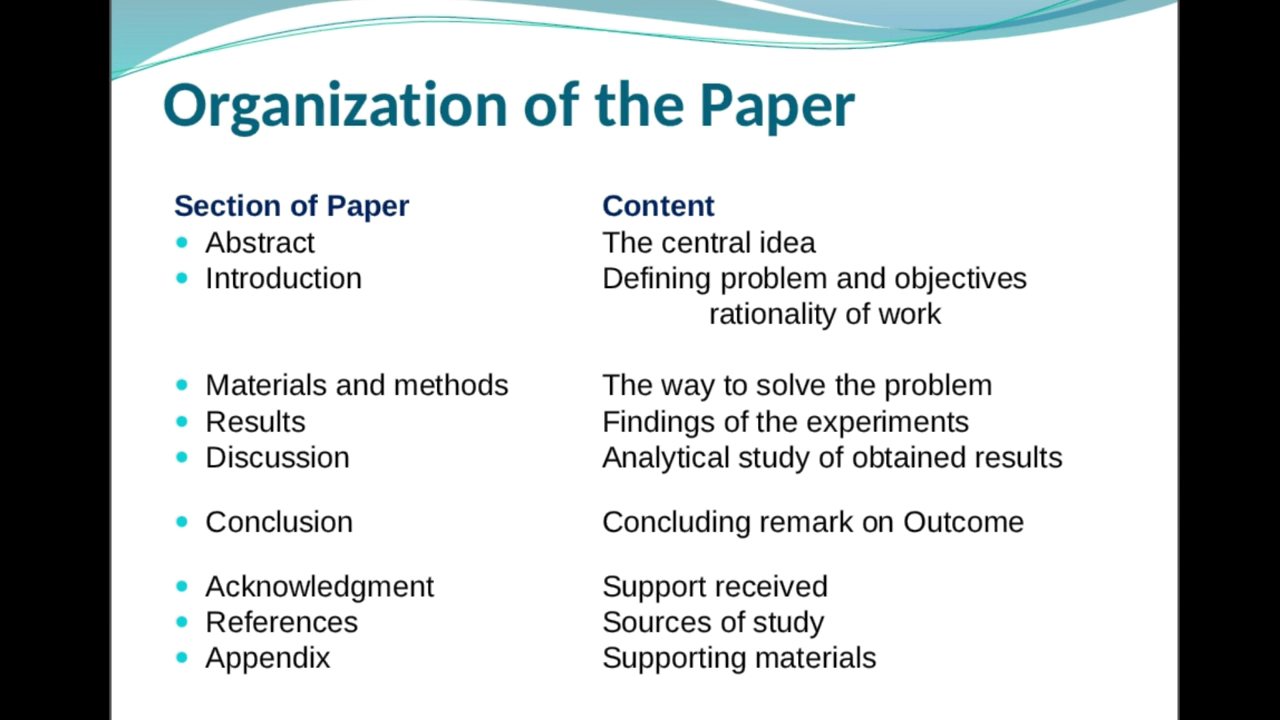 Organization of the Paper
Section of Paper Content
• Abstract The central idea
• Introduction Defining problem and objectives
rationality of work
• Materials and methods The way to solve the problem
• Results Findings of the experiments
• Discussion Analytical study of obtained results
• Conclusion Concluding remark on Outcome
• Acknowledgment Support received
• References Sources of study
• Appendix Supporting materials